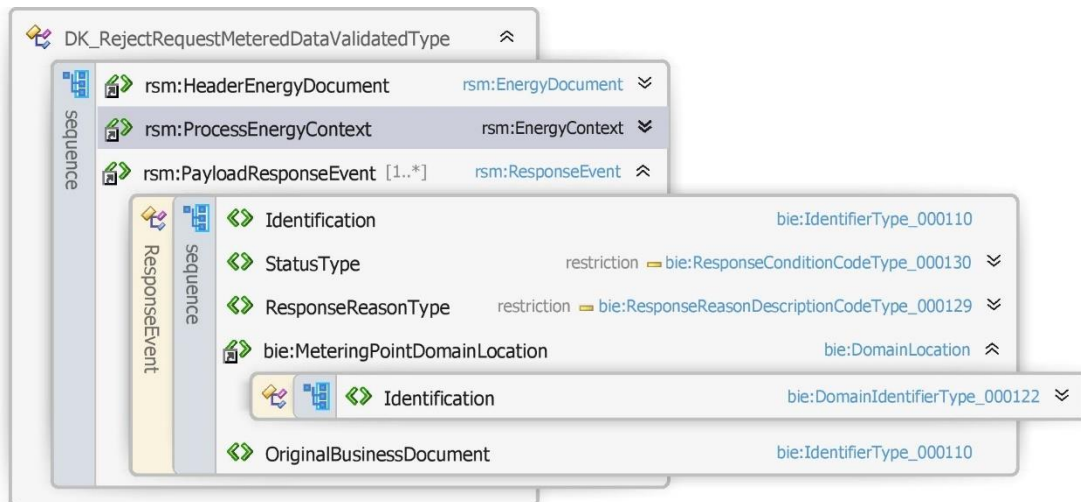 DK_RejectRequestMeteredDataValidatedType
sequence
rsm:HeaderEnergyDocument rsm:EnergyDocument
rsm:ProcessEnergyContext rsm:EnergyContext
rsm:PayloadResponseEvent [1..*] rsm:ResponseEvent
ResponseEvent
sequence
Identification bie:IdentifierType_000110
StatusType restriction bie:ResponseConditionCodeType_000130
ResponseReasonType restriction bie:ResponseReasonDescriptionCodeType_000129
bie:MeteringPointDomainLocation bie:DomainLocation
Identification bie:DomainIdentifierType_000122
OriginalBusinessDocument bie:IdentifierType_000110